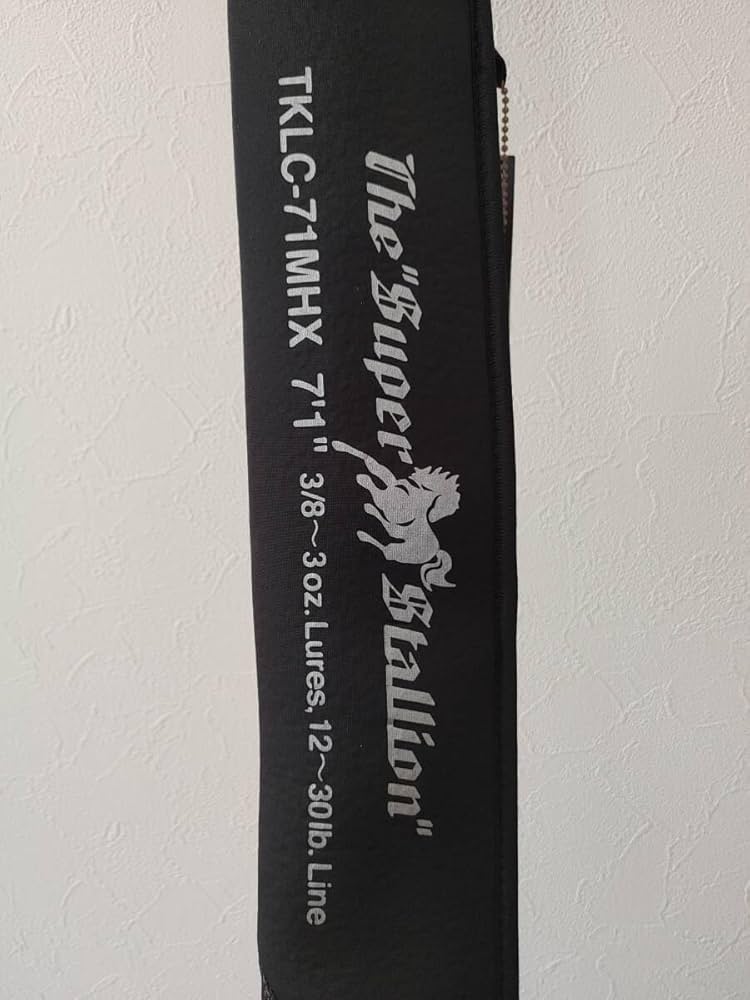 The "Super Stallion"
TKLC-71MHX 7'1" 3/8～3oz. Lures, 12～30lb. Line